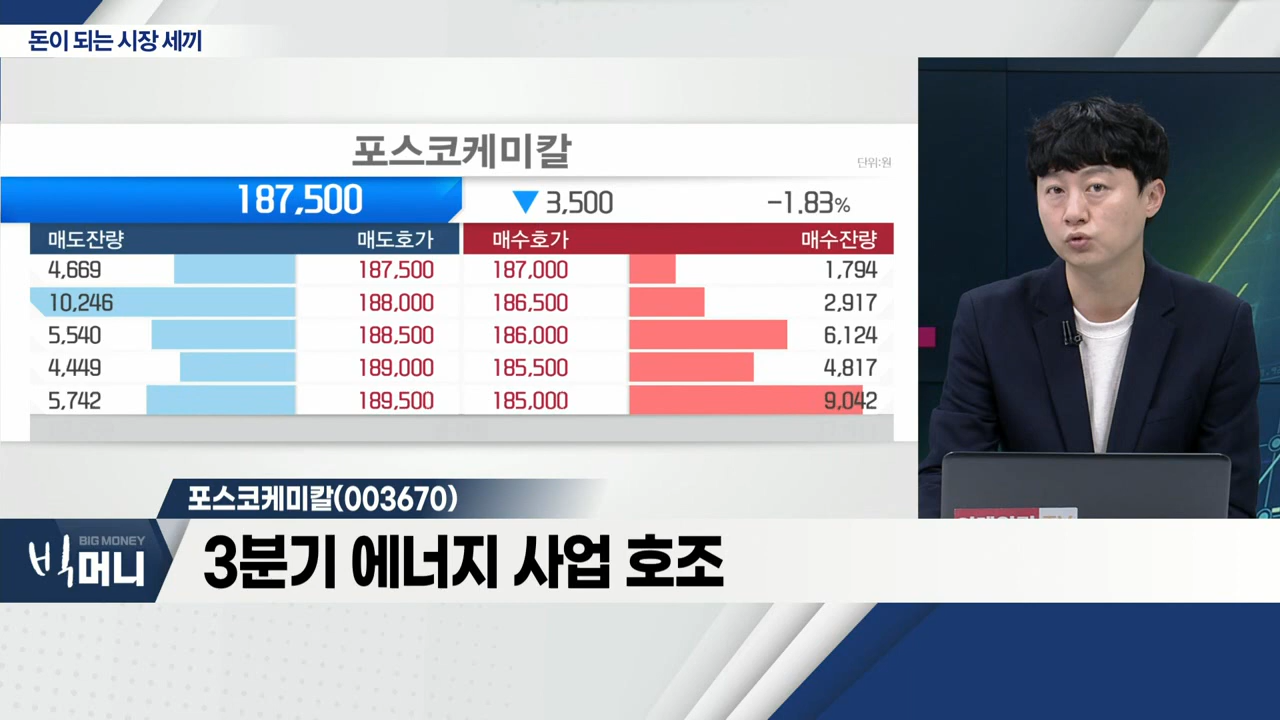 돈이 되는 시장 세끼
포스코케미칼
단위:원
187,500 ▼ 3,500 -1.83%
매도잔량 매도호가 매수호가 매수잔량
4,669 187,500 187,000 1,794
10,246 188,000 186,500 2,917
5,540 188,500 186,000 6,124
4,449 189,000 185,500 4,817
5,742 189,500 185,000 9,042
포스코케미칼(003670)
BIG MONEY
빅머니
3분기 에너지 사업 호조